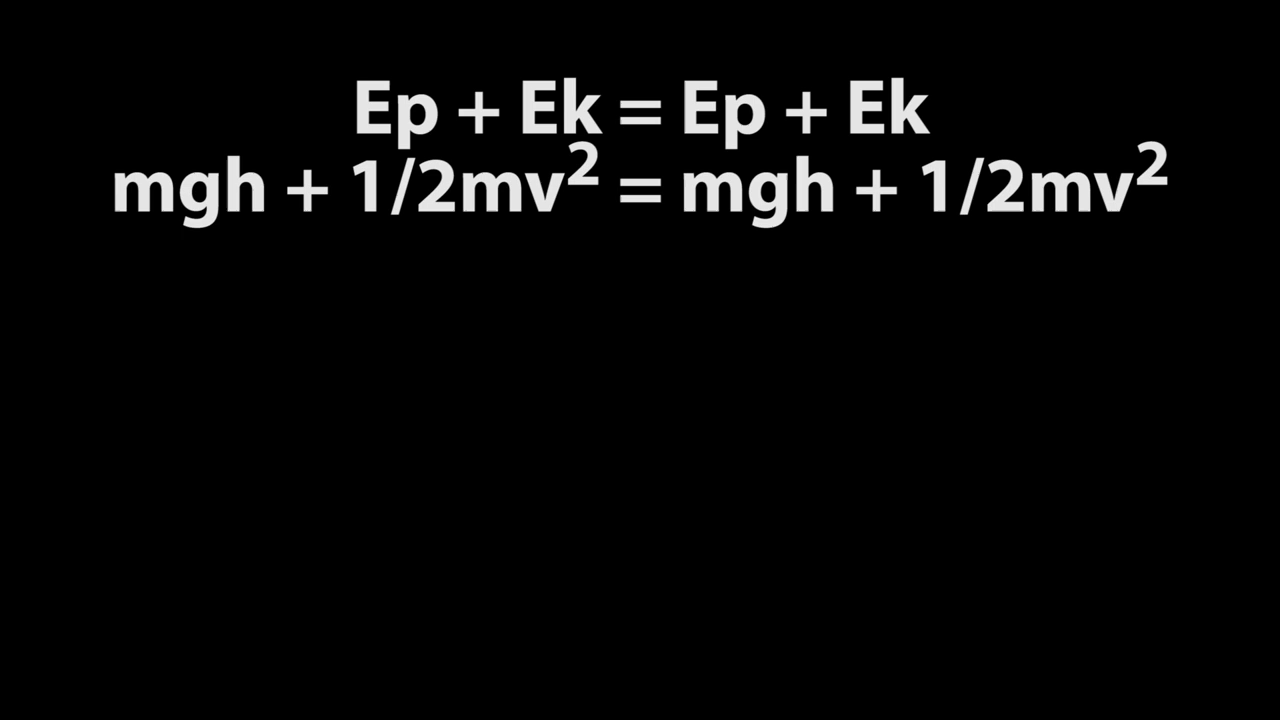 Ep + Ek = Ep + Ek
mgh + 1/2mv² = mgh + 1/2mv²